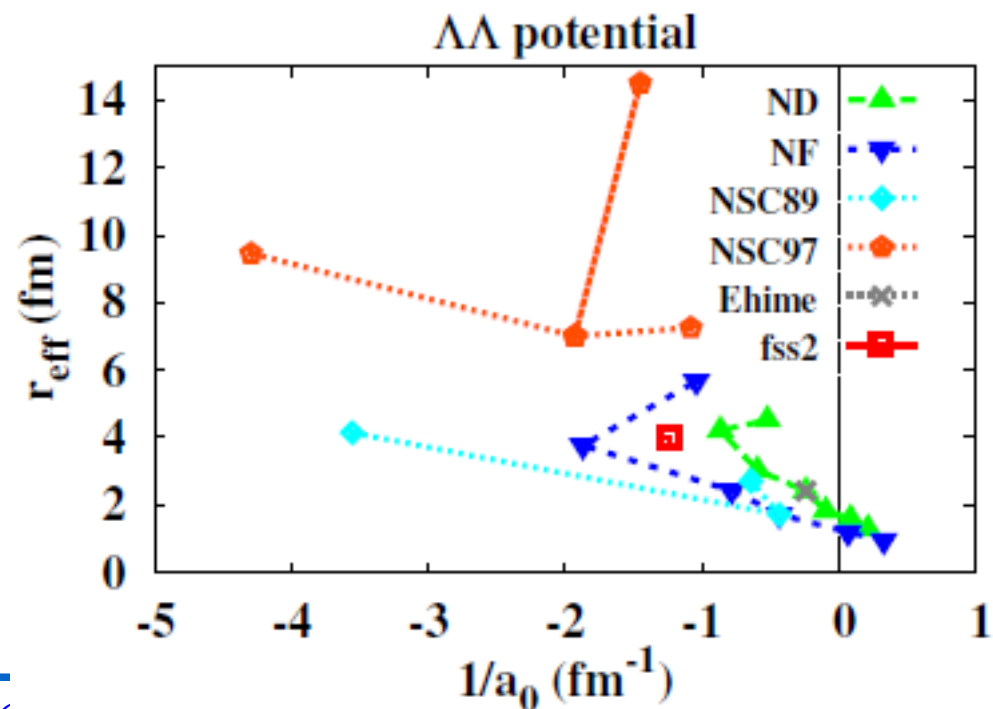 ΛΛ potential
14
12
10
8
6
4
2
0
r_eff (fm)
ND
NF
NSC89
NSC97
Ehime
fss2
-5 -4 -3 -2 -1 0 1
1/a_0 (fm^-1)